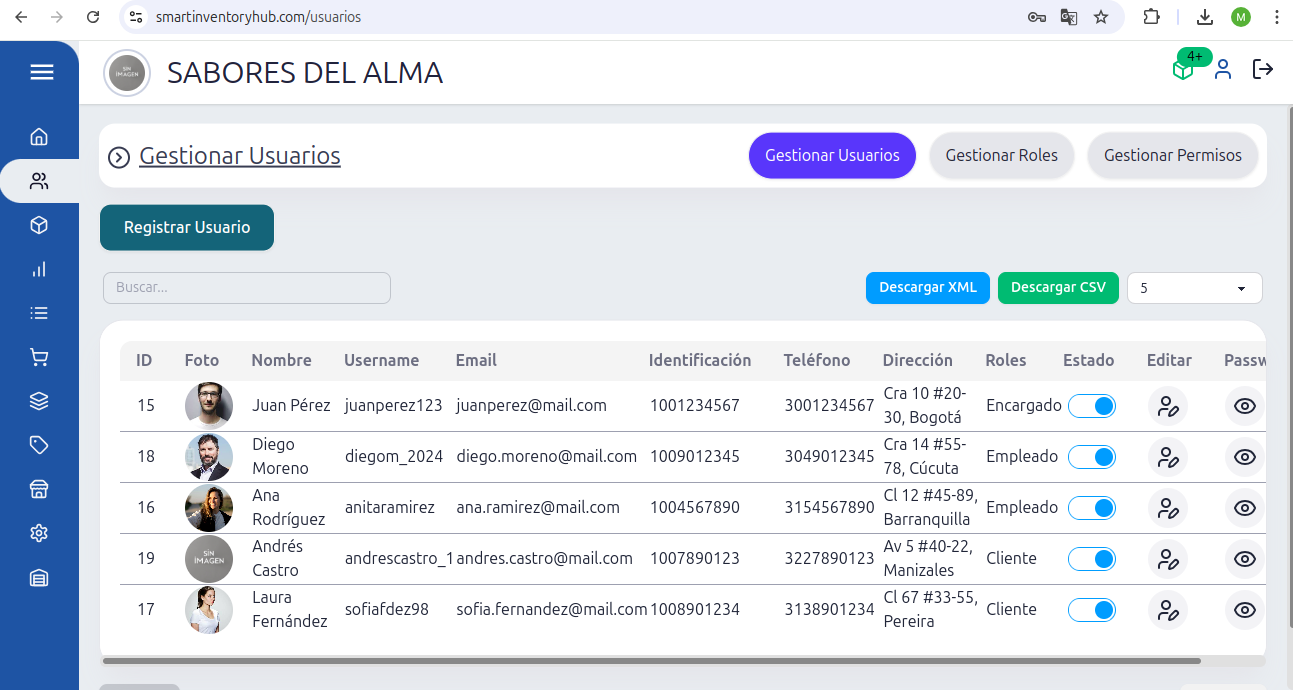 smartinventoryhub.com/usuarios
M
SIN IMAGEN
SABORES DEL ALMA
4+
Gestionar Usuarios
Gestionar Usuarios
Gestionar Roles
Gestionar Permisos
Registrar Usuario
Buscar...
Descargar XML
Descargar CSV
5
ID Foto Nombre Username Email Identificación Teléfono Dirección Roles Estado Editar Passw
15 Juan Pérez juanperez123 juanperez@mail.com 1001234567 3001234567 Cra 10 #20-
30, Bogotá Encargado
18 Diego
Moreno diegom_2024 diego.moreno@mail.com 1009012345 3049012345 Cra 14 #55-
78, Cúcuta Empleado
16 Ana
Rodríguez anitaramirez ana.ramirez@mail.com 1004567890 3154567890 Cl 12 #45-89,
Barranquilla Empleado
19 SIN IMAGEN Andrés
Castro andrescastro_1 andres.castro@mail.com 1007890123 3227890123 Av 5 #40-22,
Manizales Cliente
17 Laura
Fernández sofiafdez98 sofia.fernandez@mail.com 1008901234 3138901234 Cl 67 #33-55,
Pereira Cliente